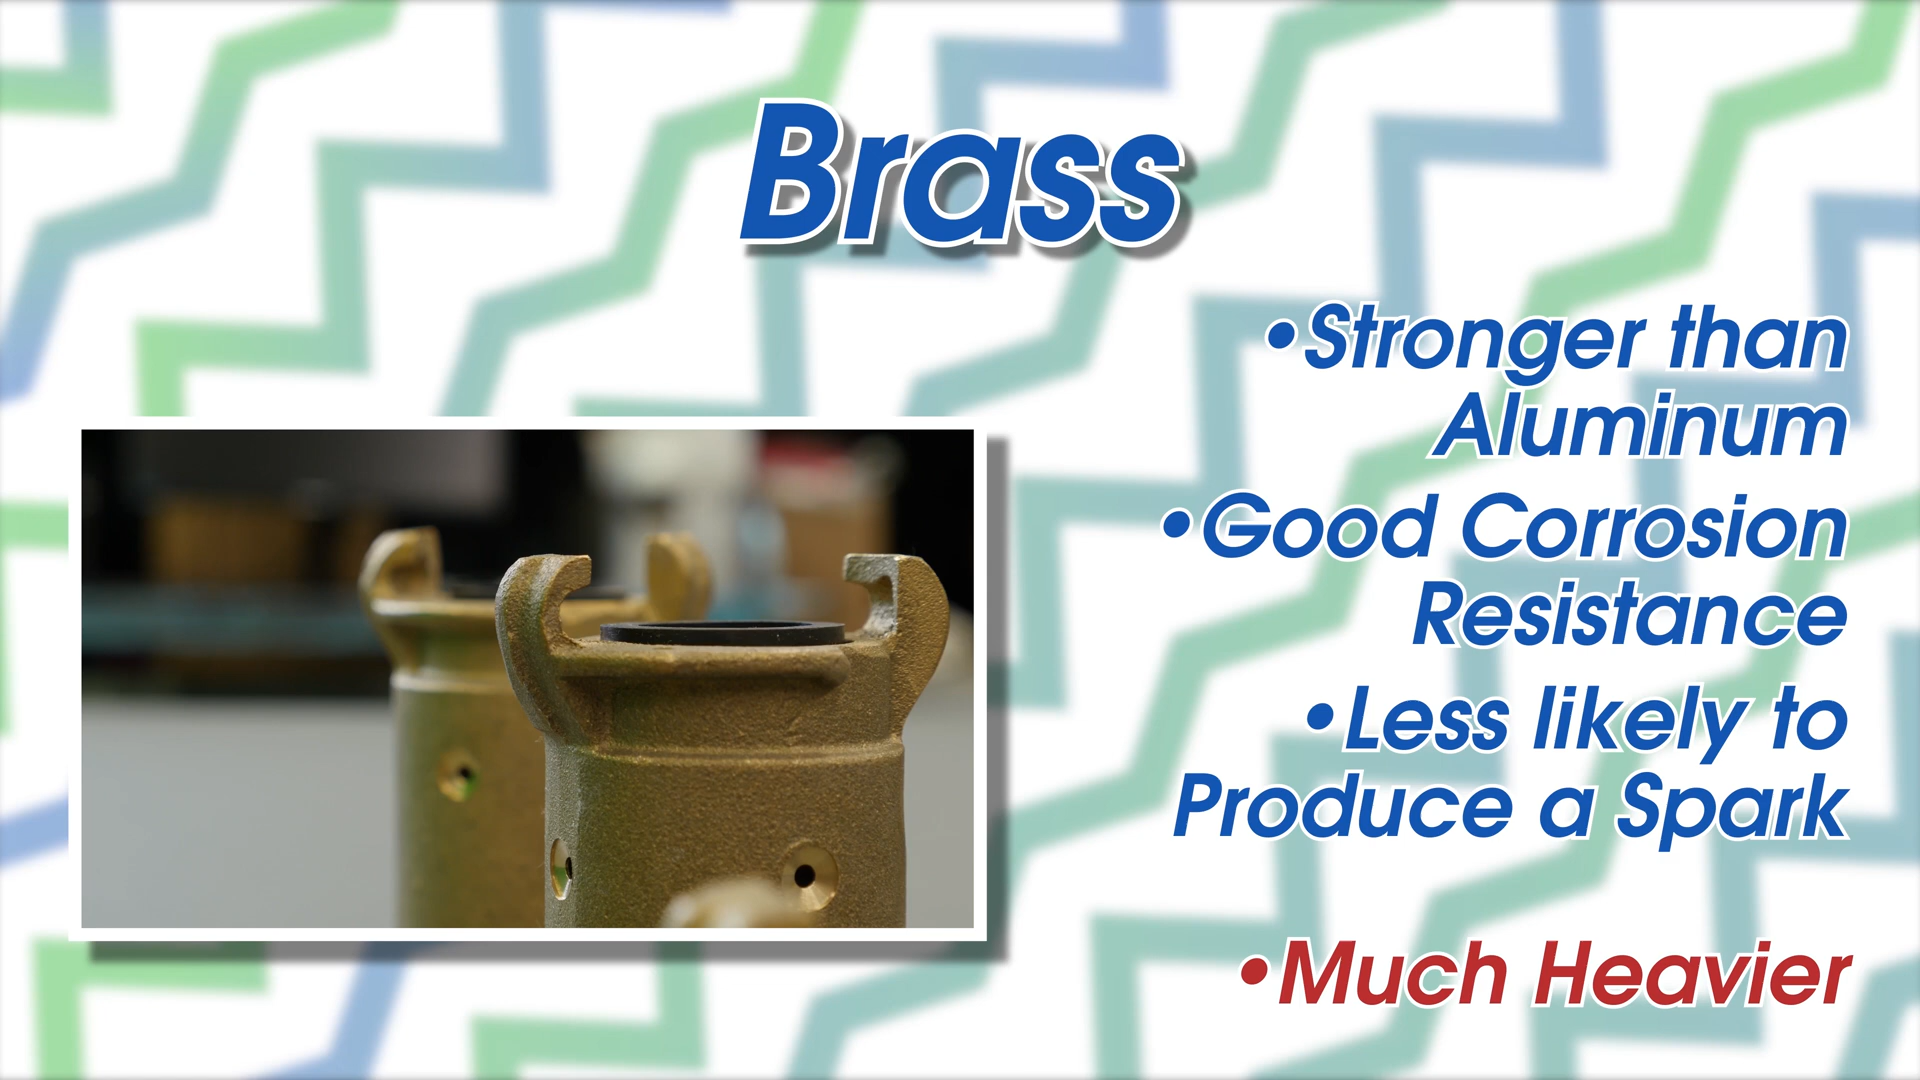 Brass
•Stronger than
Aluminum
•Good Corrosion
Resistance
•Less likely to
Produce a Spark
•Much Heavier